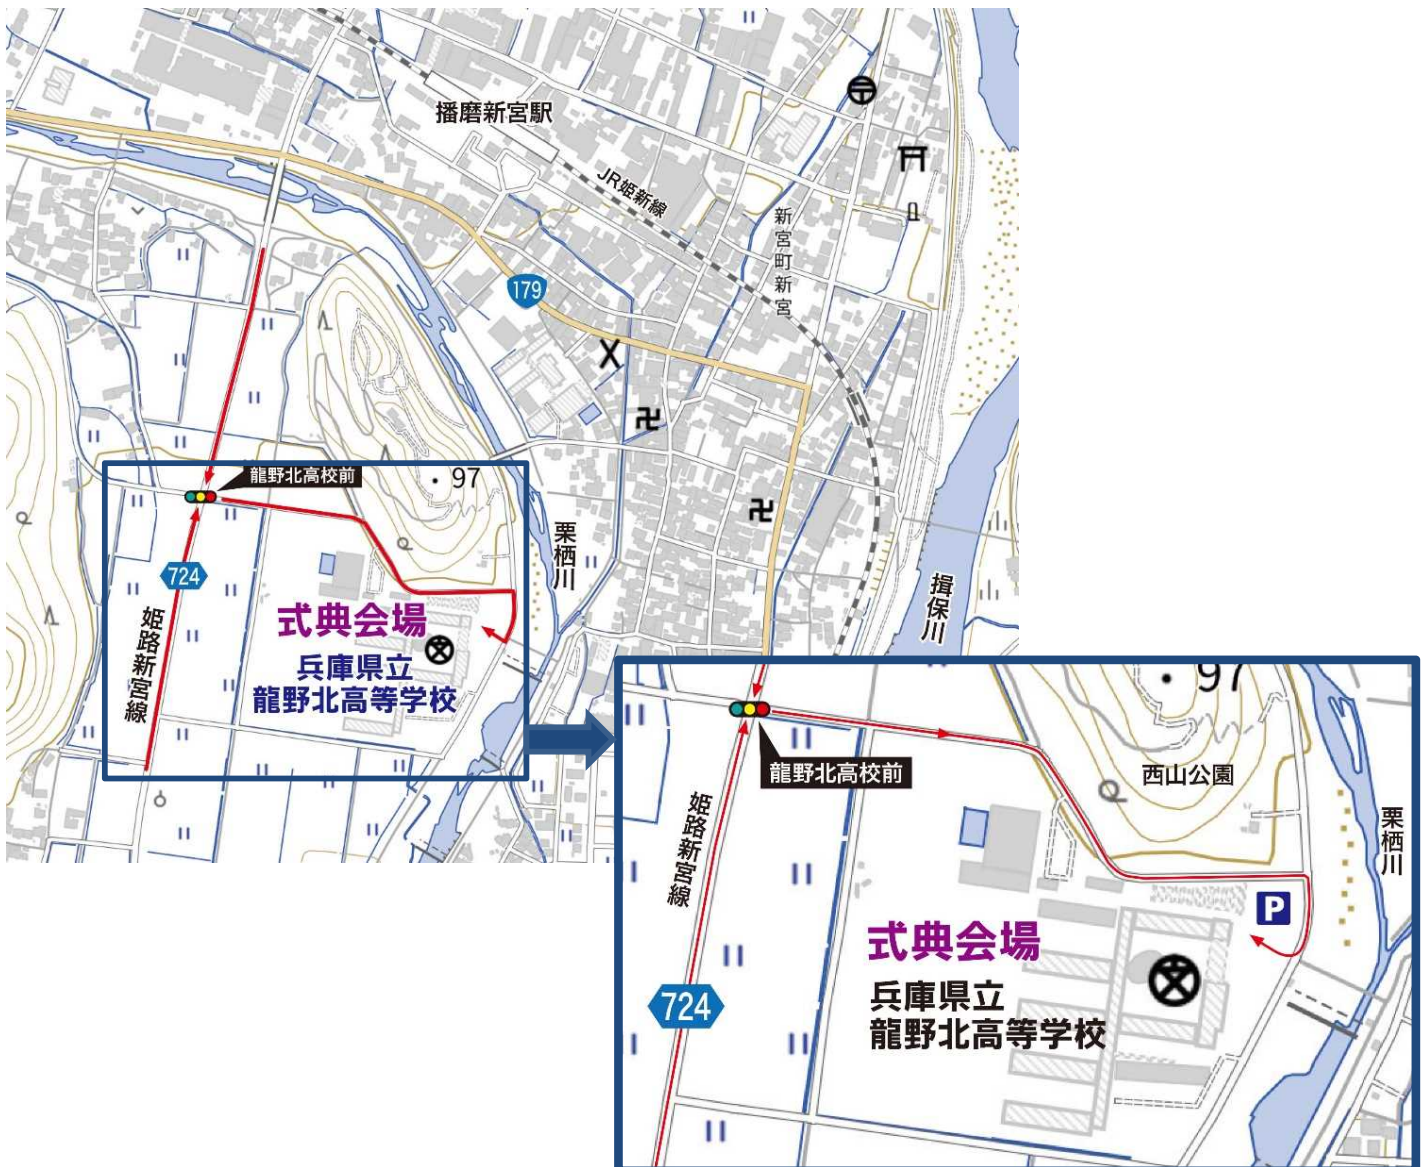 播磨新宮駅
JR姫新線
新宮町新宮
179
龍野北高校前
97
栗栖川
724
式典会場
兵庫県立
龍野北高等学校
姫路新宮線
揖保川
97
龍野北高校前
西山公園
栗栖川
姫路新宮線
P
式典会場
724
兵庫県立
龍野北高等学校